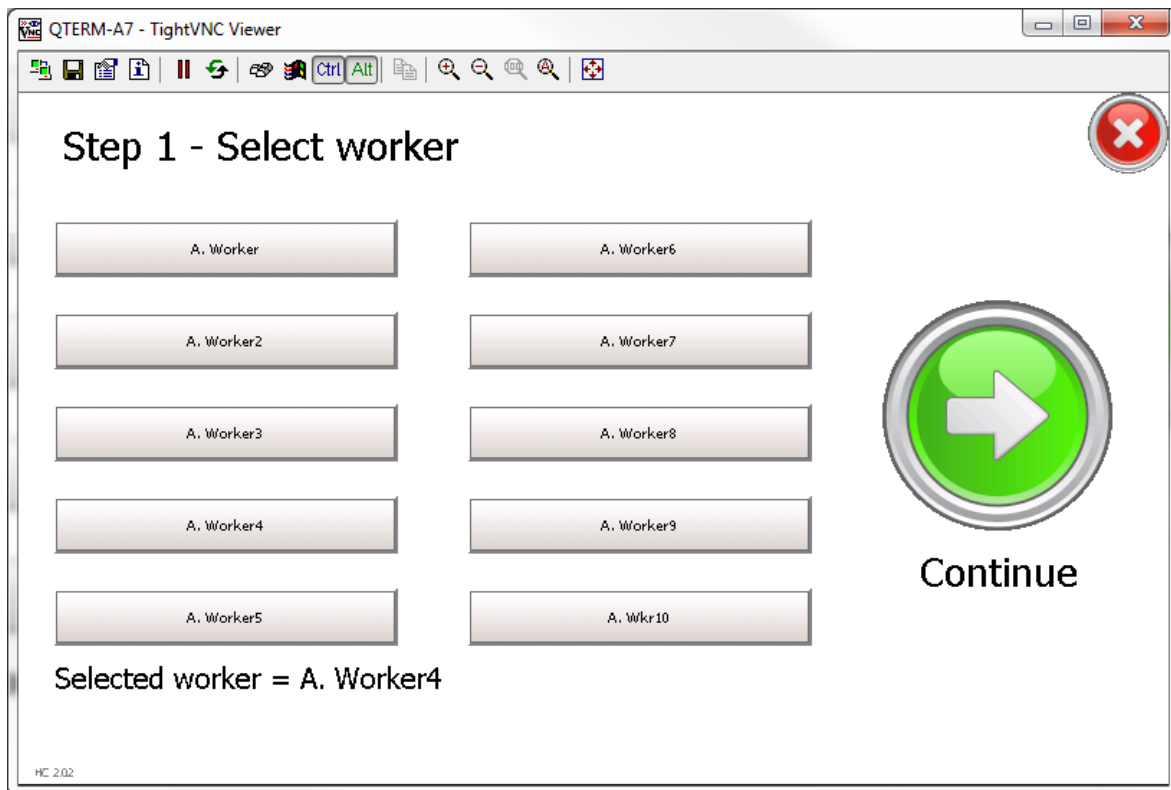 QTERM-A7 - TightVNC Viewer
Ctrl Alt
Step 1 - Select worker
A. Worker
A. Worker6
A. Worker2
A. Worker7
A. Worker3
A. Worker8
A. Worker4
A. Worker9
A. Worker5
A. Wkr10
Continue
Selected worker = A. Worker4
HC 2.02